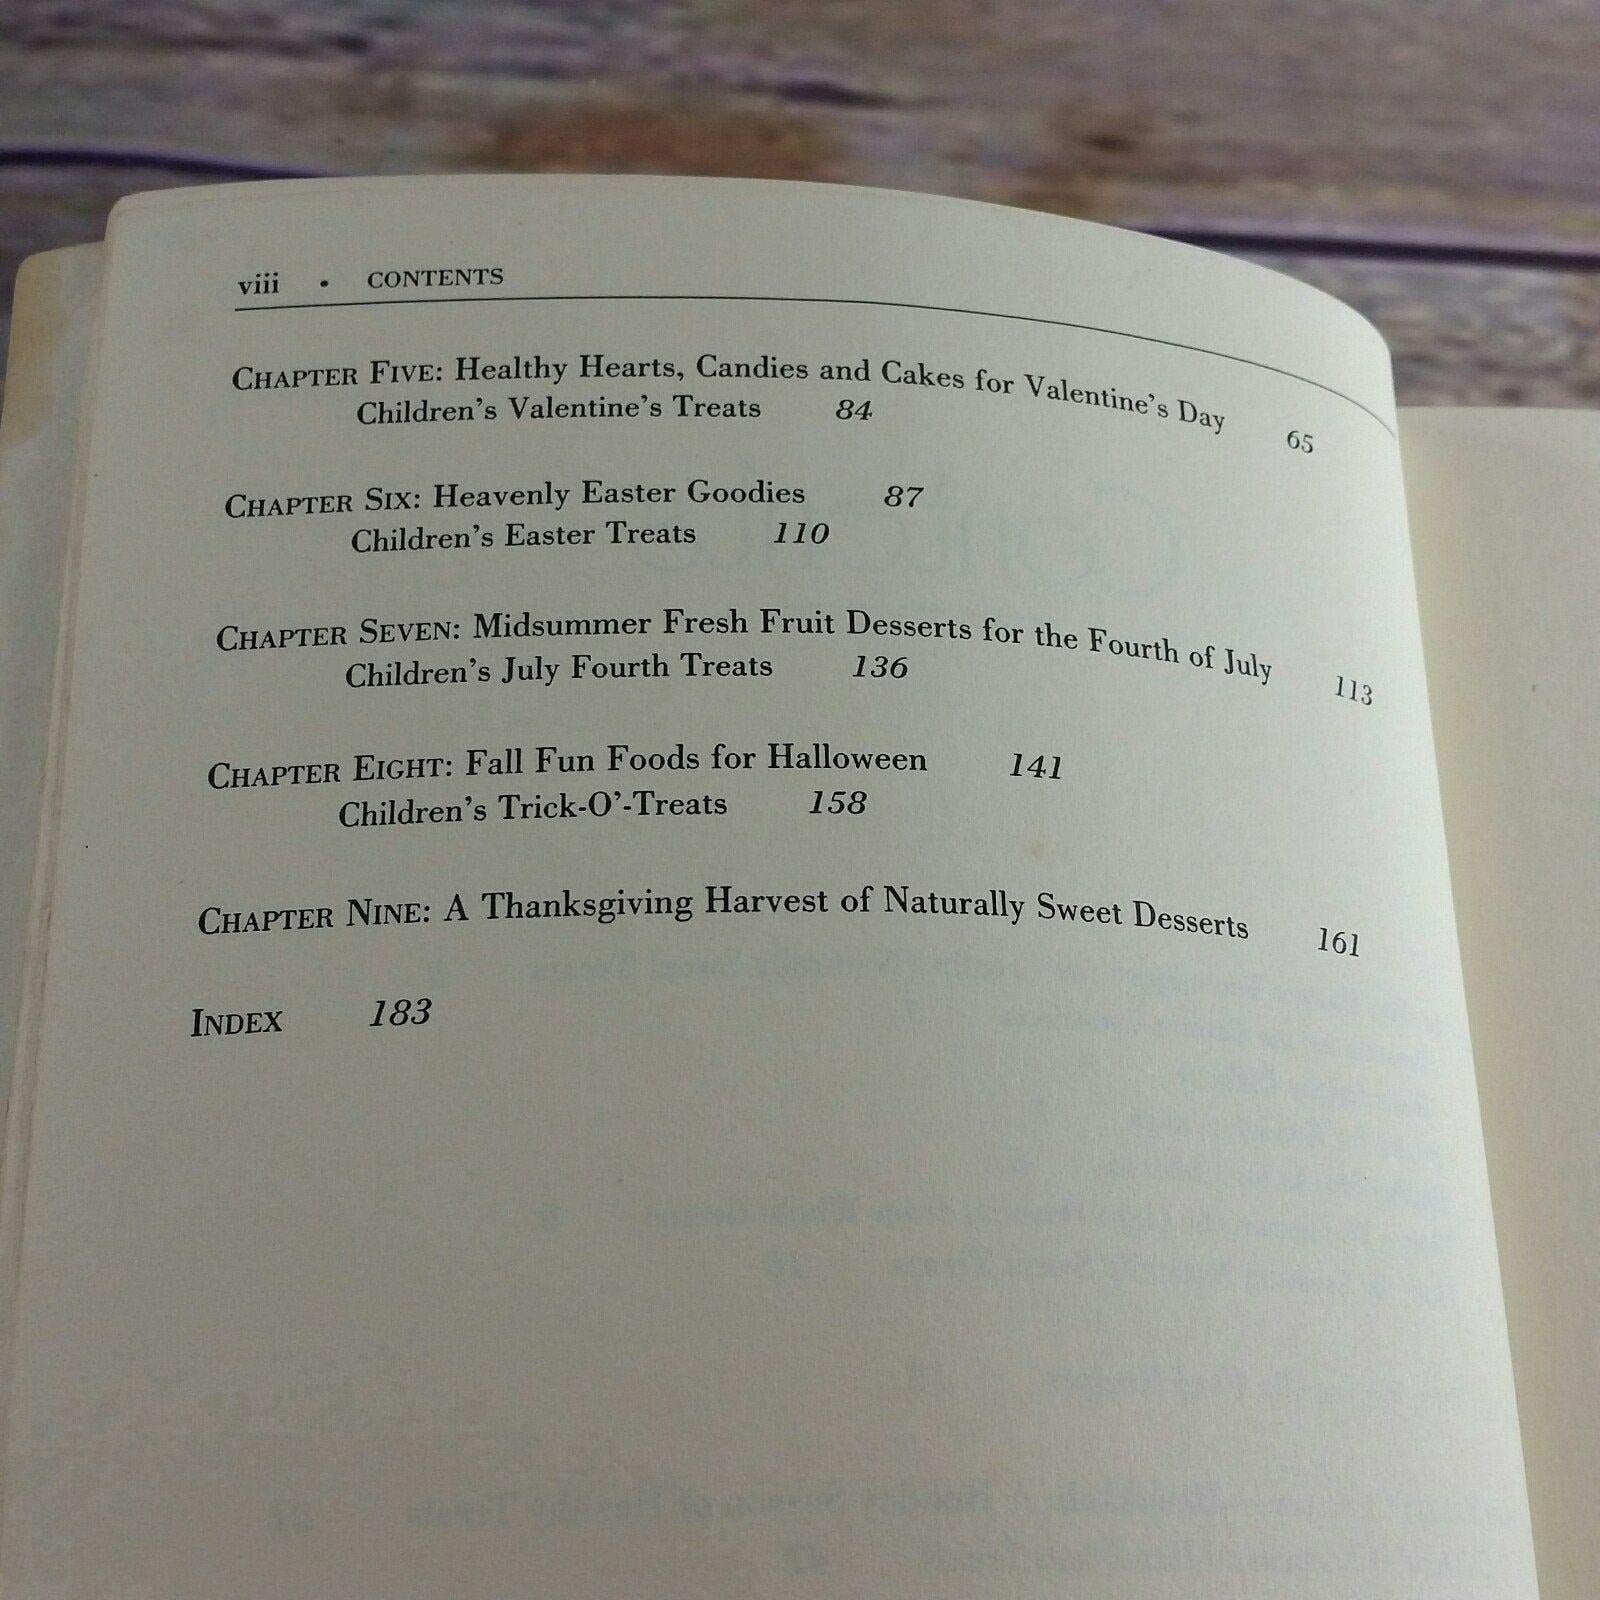 viii • CONTENTS
CHAPTER FIVE: Healthy Hearts, Candies and Cakes for Valentine's Day 65
Children's Valentine's Treats 84
CHAPTER SIX: Heavenly Easter Goodies 87
Children's Easter Treats 110
CHAPTER SEVEN: Midsummer Fresh Fruit Desserts for the Fourth of July 113
Children's July Fourth Treats 136
CHAPTER EIGHT: Fall Fun Foods for Halloween 141
Children's Trick-O'-Treats 158
CHAPTER NINE: A Thanksgiving Harvest of Naturally Sweet Desserts 161
INDEX 183